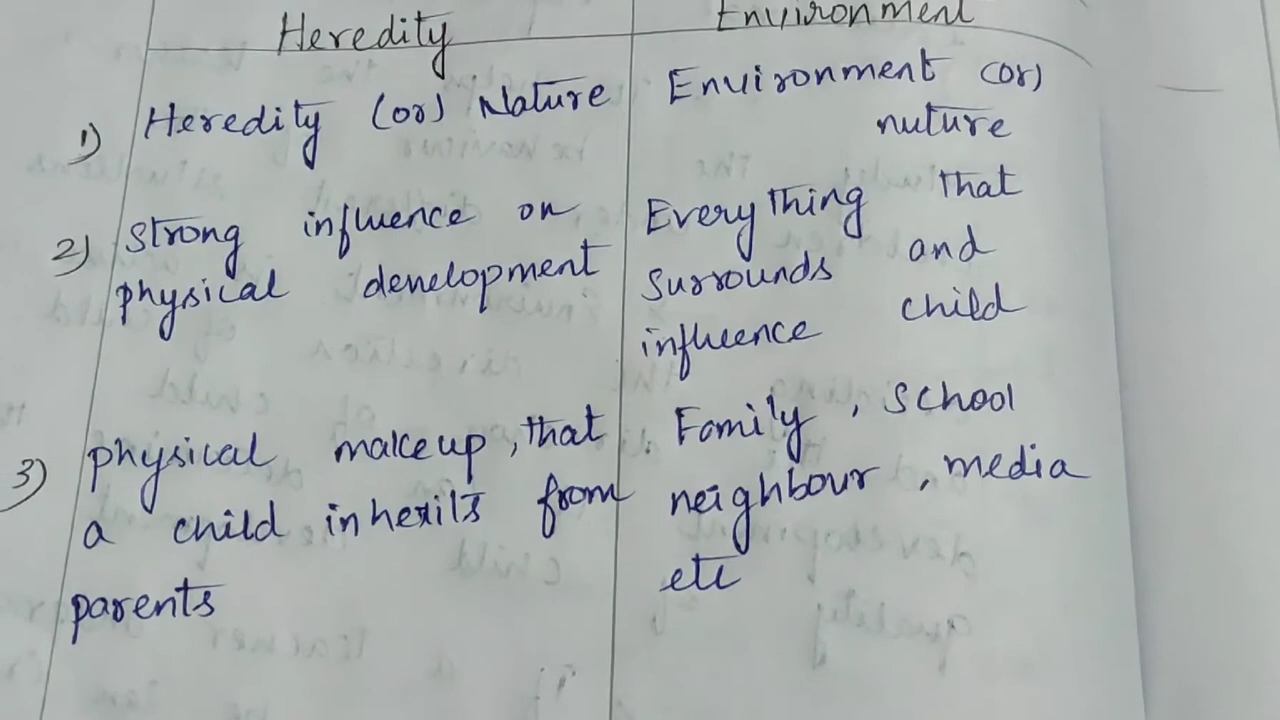 Heredity
Environment
1) Heredity (or) Nature
2) Strong influence on
physical development
3) physical makeup, that
a child inherits from
parents
Environment (or)
nuture
Everything that
surrounds and
influence child
Family, school
neighbour, media
etc